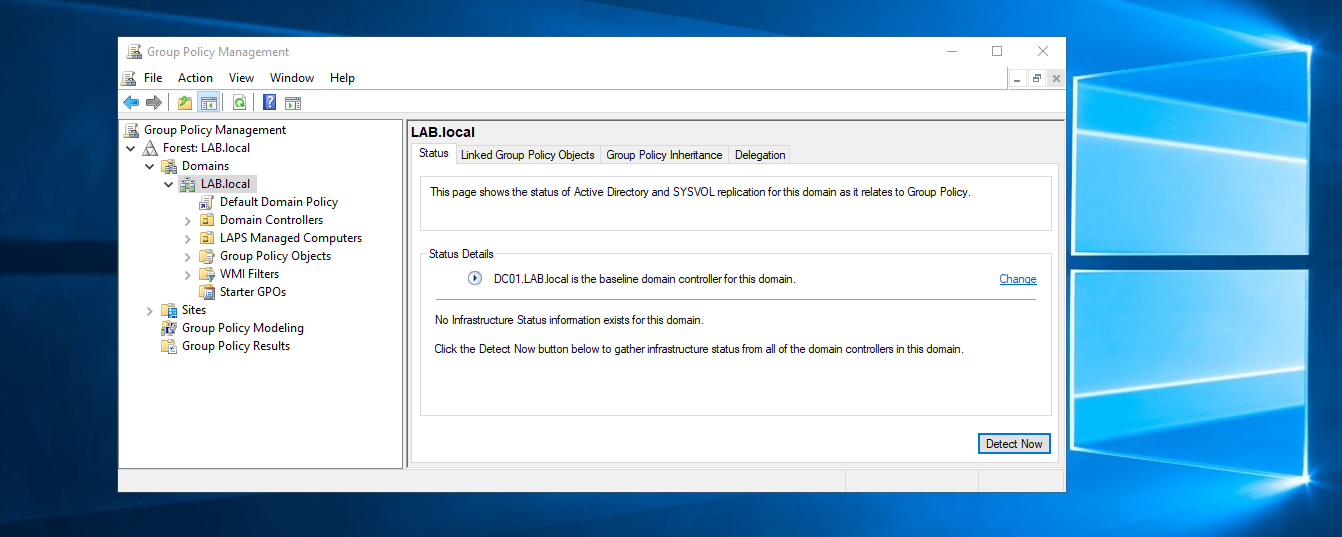 Group Policy Management
File Action View Window Help
Group Policy Management
Forest: LAB.local
Domains
LAB.local
Default Domain Policy
Domain Controllers
LAPS Managed Computers
Group Policy Objects
WMI Filters
Starter GPOs
Sites
Group Policy Modeling
Group Policy Results
LAB.local
Status Linked Group Policy Objects Group Policy Inheritance Delegation
This page shows the status of Active Directory and SYSVOL replication for this domain as it relates to Group Policy.
Status Details
DC01.LAB.local is the baseline domain controller for this domain. Change
No Infrastructure Status information exists for this domain.
Click the Detect Now button below to gather infrastructure status from all of the domain controllers in this domain.
Detect Now